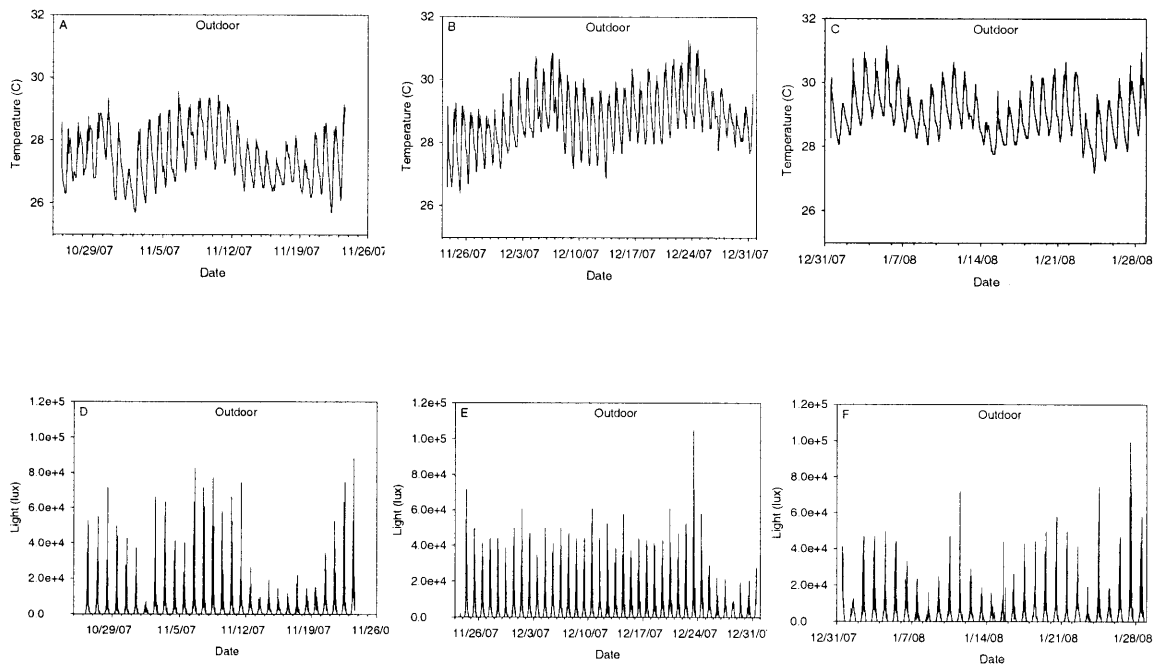 A Outdoor
32
30
28
26
Temperature (C)
10/29/07 11/5/07 11/12/07 11/19/07 11/26/07
Date
B Outdoor
32
30
28
26
Temperature (C)
11/26/07 12/3/07 12/10/07 12/17/07 12/24/07 12/31/07
Date
C Outdoor
32
30
28
26
Temperature (C)
12/31/07 1/7/08 1/14/08 1/21/08 1/28/08
Date
D Outdoor
1.2e+5
1.0e+5
8.0e+4
6.0e+4
4.0e+4
2.0e+4
0.0
Light (lux)
10/29/07 11/5/07 11/12/07 11/19/07 11/26/0
Date
E Outdoor
1.2e+5
1.0e+5
8.0e+4
6.0e+4
4.0e+4
2.0e+4
0.0
Light (lux)
11/26/07 12/3/07 12/10/07 12/17/07 12/24/07 12/31/0
Date
F Outdoor
1.2e+5
1.0e+5
8.0e+4
6.0e+4
4.0e+4
2.0e+4
0.0
Light (lux)
12/31/07 1/7/08 1/14/08 1/21/08 1/28/08
Date